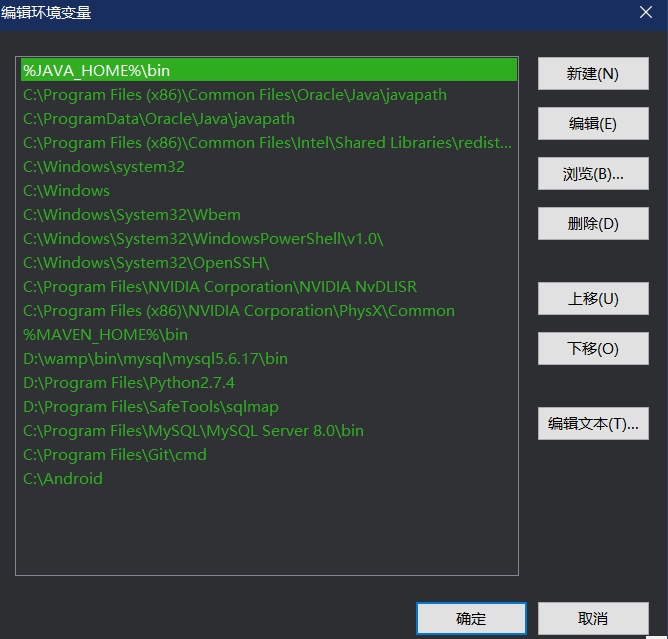 编辑环境变量
%JAVA_HOME%\bin
C:\Program Files (x86)\Common Files\Oracle\Java\javapath
C:\ProgramData\Oracle\Java\javapath
C:\Program Files (x86)\Common Files\Intel\Shared Libraries\redist...
C:\Windows\system32
C:\Windows
C:\Windows\System32\Wbem
C:\Windows\System32\WindowsPowerShell\v1.0\
C:\Windows\System32\OpenSSH\
C:\Program Files\NVIDIA Corporation\NVIDIA NvDLISR
C:\Program Files (x86)\NVIDIA Corporation\PhysX\Common
%MAVEN_HOME%\bin
D:\wamp\bin\mysql\mysql5.6.17\bin
D:\Program Files\Python2.7.4
D:\Program Files\SafeTools\sqlmap
C:\Program Files\MySQL\MySQL Server 8.0\bin
C:\Program Files\Git\cmd
C:\Android
新建(N)
编辑(E)
浏览(B)...
删除(D)
上移(U)
下移(O)
编辑文本(T)...
确定
取消